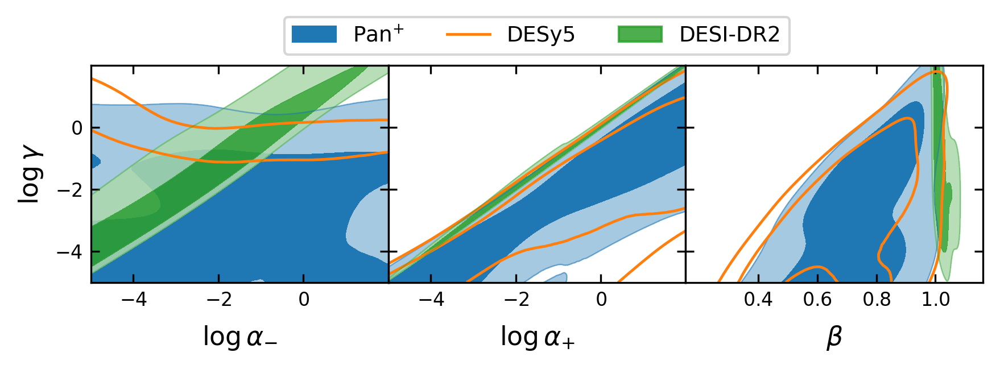 Pan⁺ DESy5 DESI-DR2
log γ
0
−2
−4
−4 −2 0
−4 −2 0
0.4 0.6 0.8 1.0
log α₋
log α₊
β